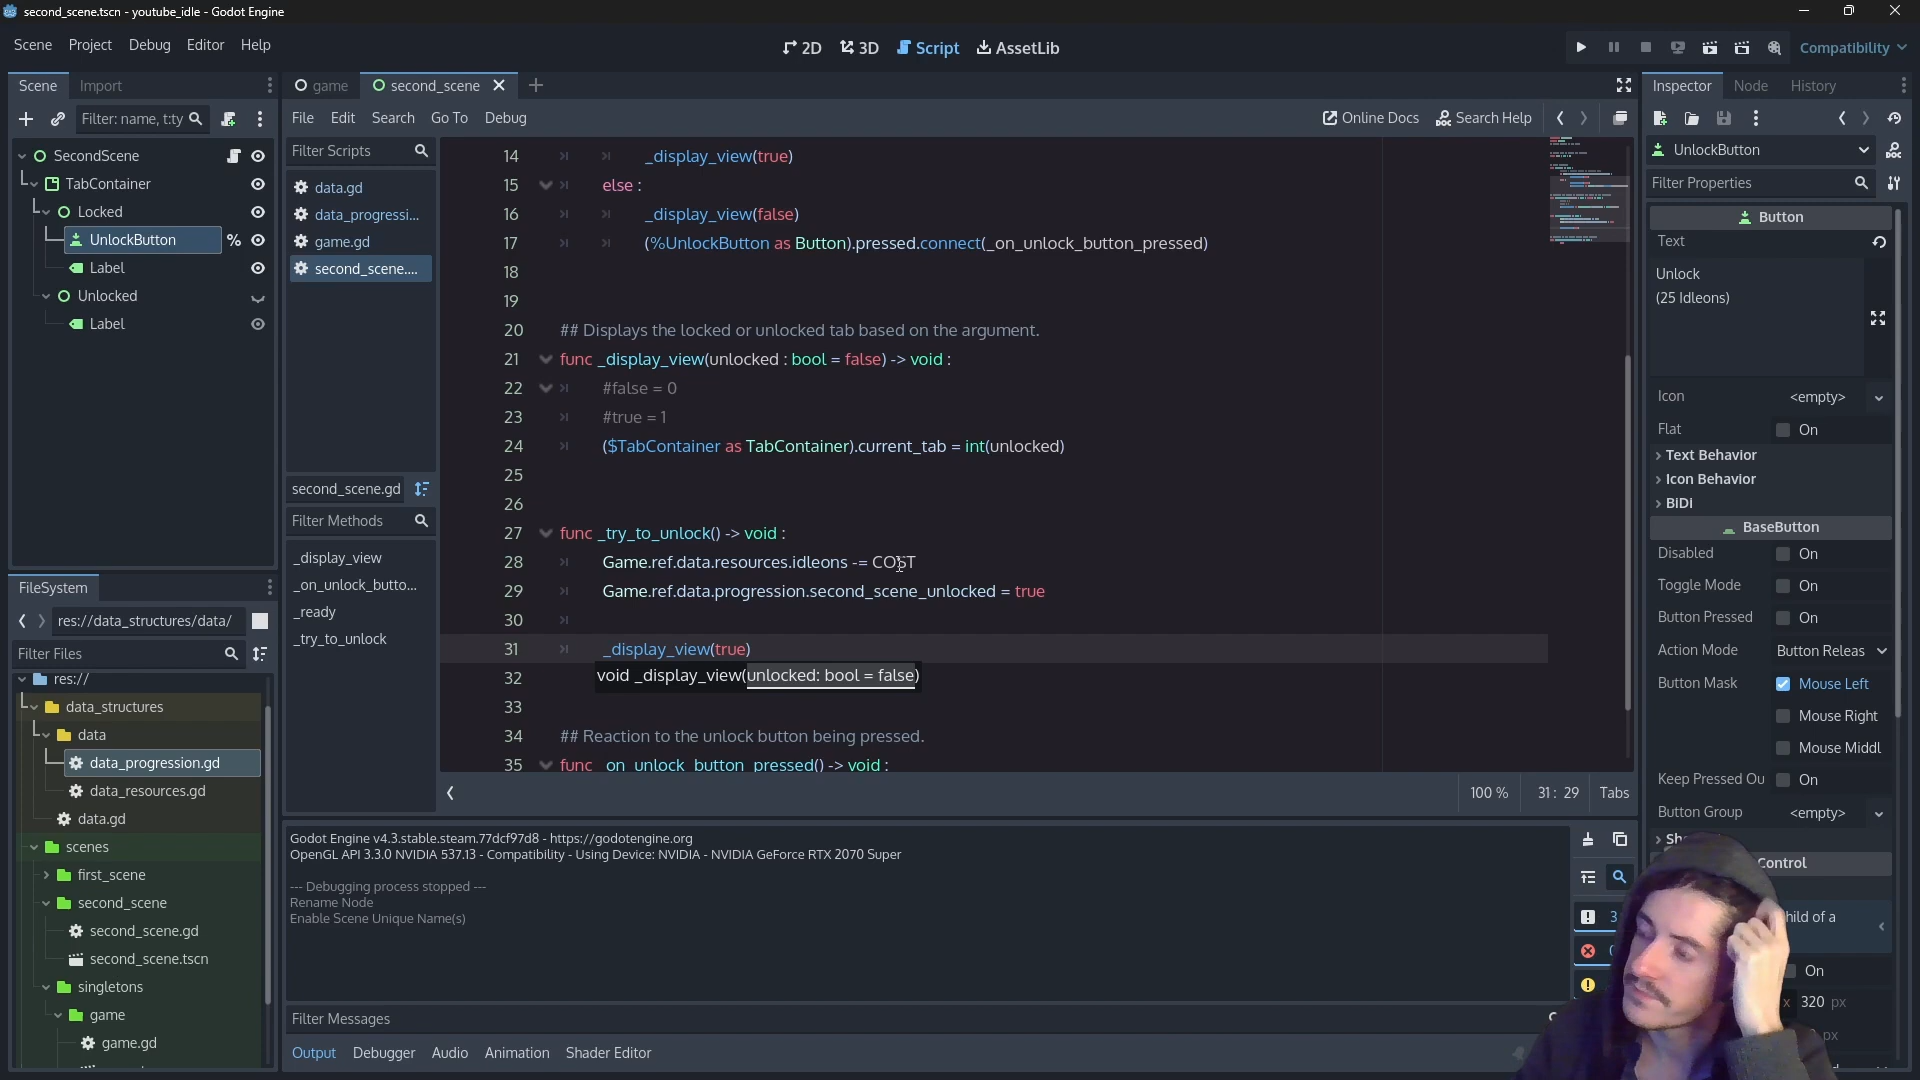 second_scene.tscn - youtube_idle - Godot Engine
Scene Project Debug Editor Help
2D 3D Script AssetLib
Compatibility
Scene Import
Filter: name, t:ty
SecondScene
TabContainer
Locked
UnlockButton %
Label
Unlocked
Label
FileSystem
res://data_structures/data/
Filter Files
res://
data_structures
data
data_progression.gd
data_resources.gd
data.gd
scenes
first_scene
second_scene
second_scene.gd
second_scene.tscn
singletons
game
game.gd
game second_scene
File Edit Search Go To Debug
Online Docs Search Help
Filter Scripts
data.gd
data_progressi...
game.gd
second_scene....
second_scene.gd
Filter Methods
_display_view
_on_unlock_butto...
_ready
_try_to_unlock
14 _display_view(true)
15 else :
16 _display_view(false)
17 (%UnlockButton as Button).pressed.connect(_on_unlock_button_pressed)
18
19
20 ## Displays the locked or unlocked tab based on the argument.
21 func _display_view(unlocked : bool = false) -> void :
22 #false = 0
23 #true = 1
24 ($TabContainer as TabContainer).current_tab = int(unlocked)
25
26
27 func _try_to_unlock() -> void :
28 Game.ref.data.resources.idleons -= COST
29 Game.ref.data.progression.second_scene_unlocked = true
30
31 _display_view(true)
32 void _display_view(unlocked: bool = false)
33
34 ## Reaction to the unlock button being pressed.
35 func _on_unlock_button_pressed() -> void :
100 % 31 : 29 Tabs
Godot Engine v4.3.stable.steam.77dcf97d8 - https://godotengine.org
OpenGL API 3.3.0 NVIDIA 537.13 - Compatibility - Using Device: NVIDIA - NVIDIA GeForce RTX 2070 Super
--- Debugging process stopped ---
Rename Node
Enable Scene Unique Name(s)
3
Filter Messages
Output Debugger Audio Animation Shader Editor
Inspector Node History
UnlockButton
Filter Properties
Button
Text
Unlock
(25 Idleons)
Icon <empty>
Flat On
Text Behavior
Icon Behavior
BiDi
BaseButton
Disabled On
Toggle Mode On
Button Pressed On
Action Mode Button Releas
Button Mask Mouse Left
Mouse Right
Mouse Middl
Keep Pressed Ou On
Button Group <empty>
Control
hild of a
On
x 320 px
px